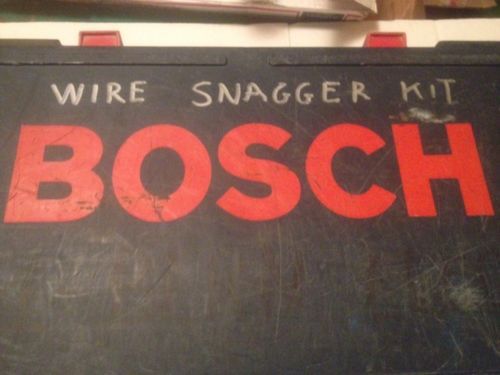 WIRE SNAGGER KIT
BOSCH